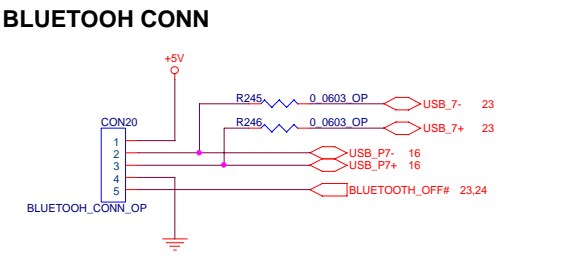 BLUETOOH CONN
+5V
R245 0_0603_OP USB_7- 23
R246 0_0603_OP USB_7+ 23
CON20
1
2 USB_P7- 16
3 USB_P7+ 16
4
5 BLUETOOTH_OFF# 23,24
BLUETOOH_CONN_OP